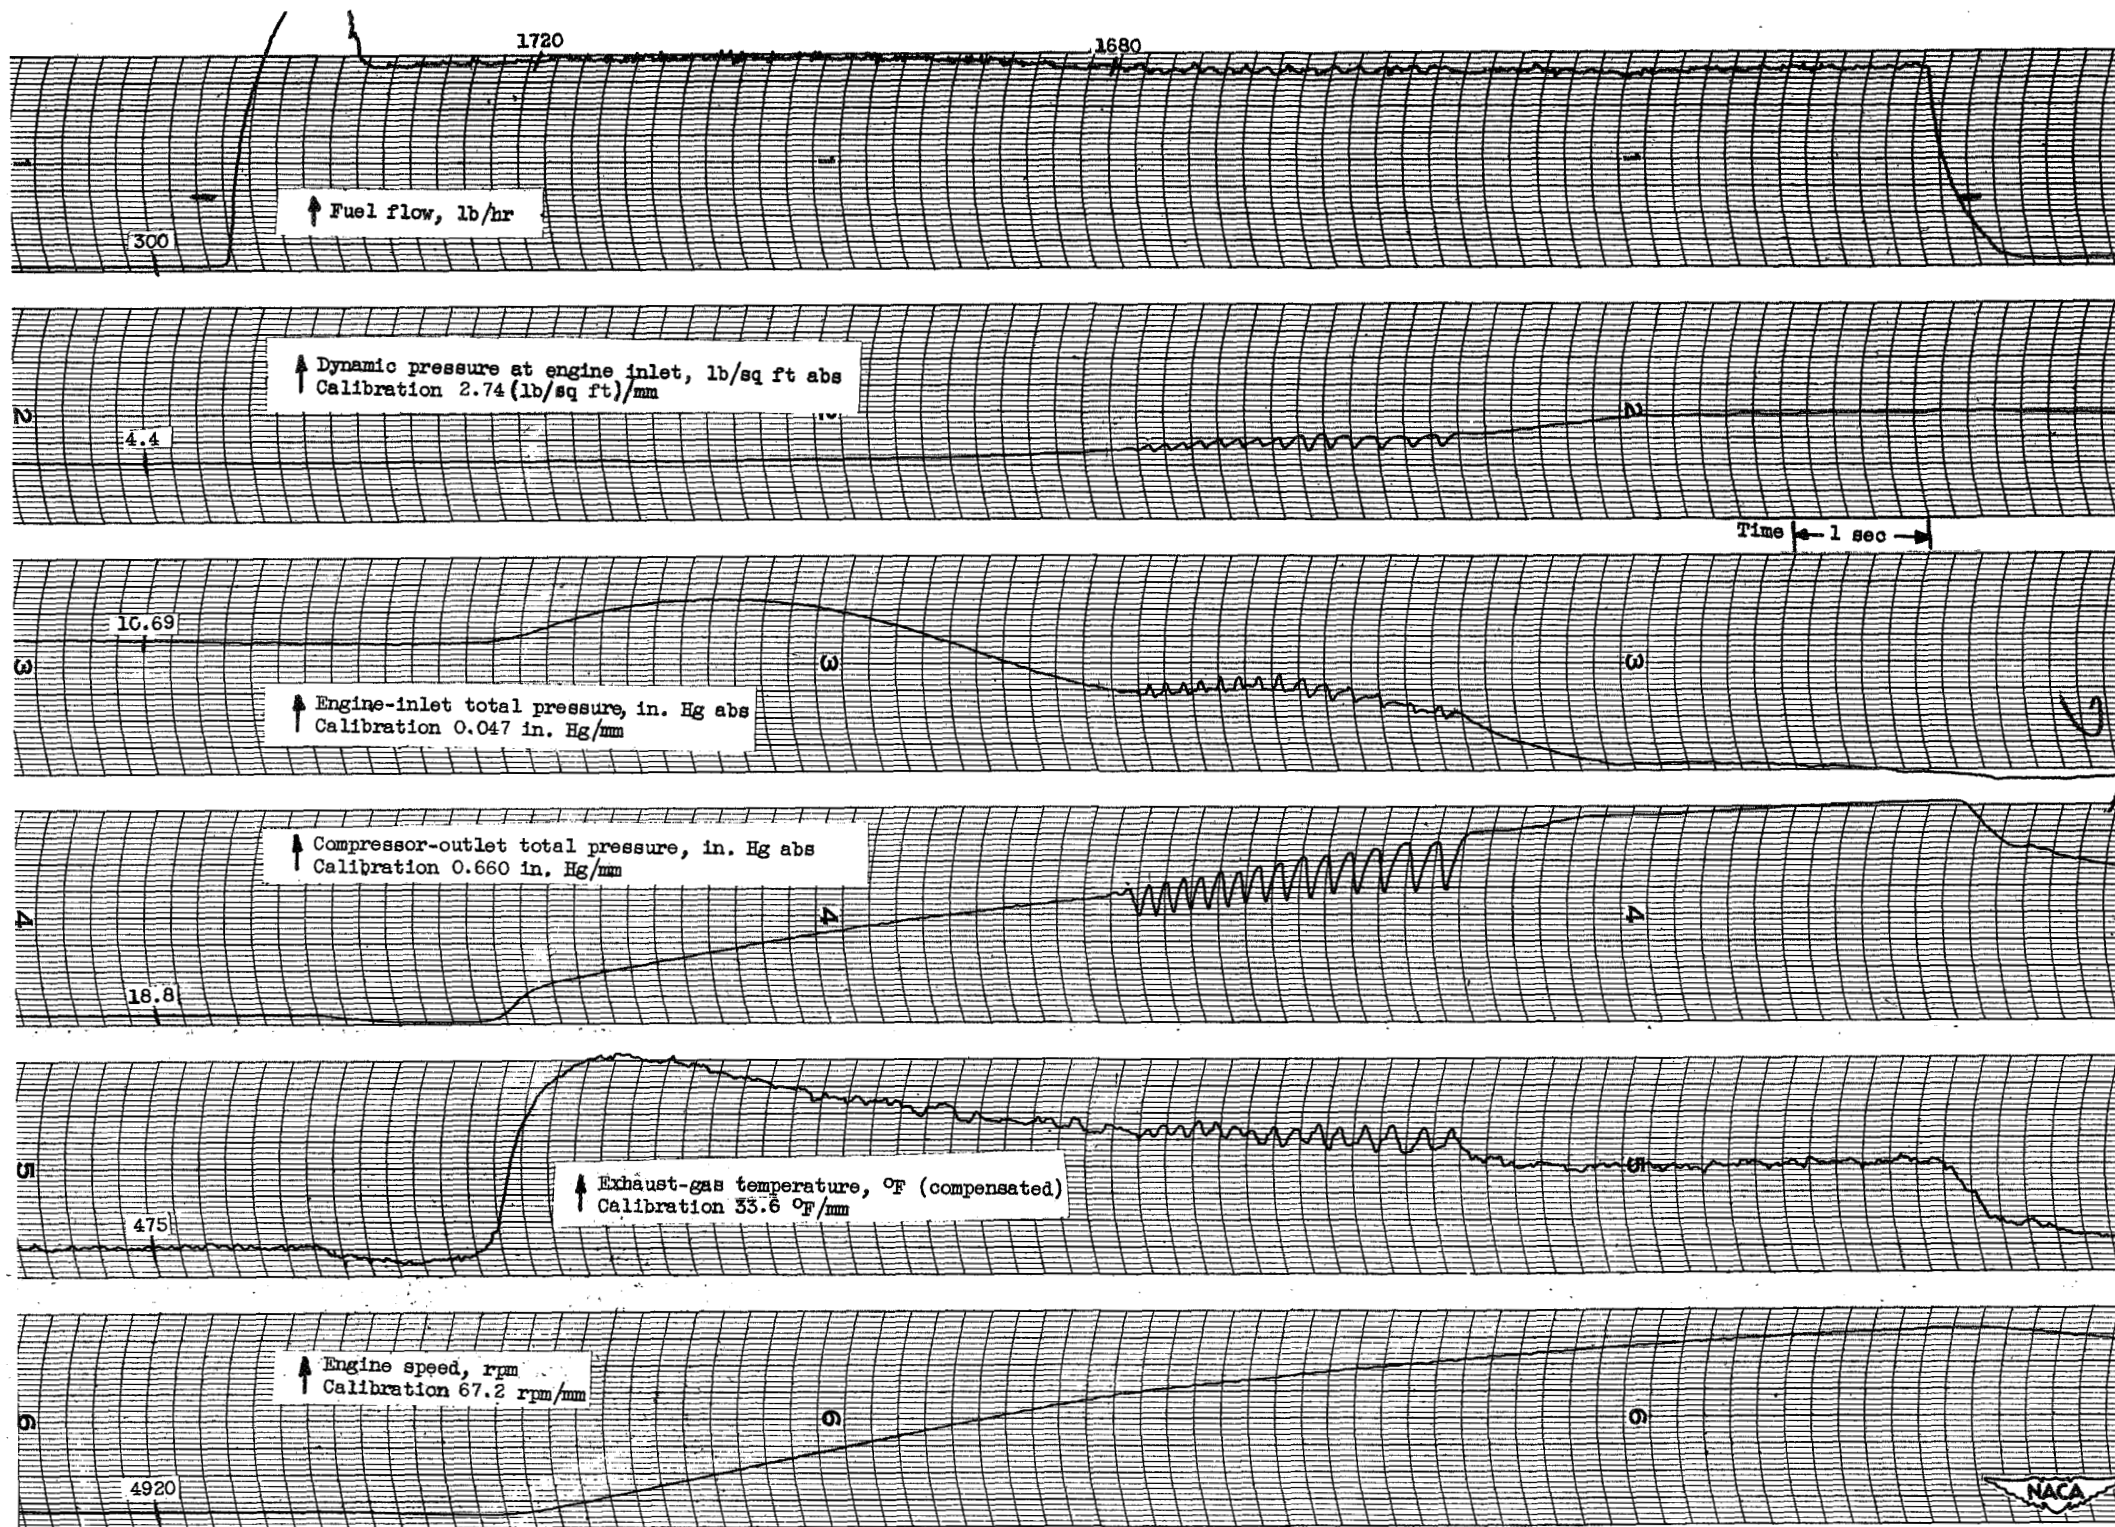 1720
1680
1
1
1
Fuel flow, lb/hr
300
Dynamic pressure at engine inlet, lb/sq ft abs
Calibration 2.74 (lb/sq ft)/mm
2
2
4.4
Time 1 sec
10.69
3
3
3
Engine-inlet total pressure, in. Hg abs
Calibration 0.047 in. Hg/mm
Compressor-outlet total pressure, in. Hg abs
Calibration 0.660 in. Hg/mm
4
4
4
18.8
5
5
Exhaust-gas temperature, °F (compensated)
Calibration 33.6 °F/mm
475
Engine speed, rpm
Calibration 67.2 rpm/mm
6
6
6
4920
NACA